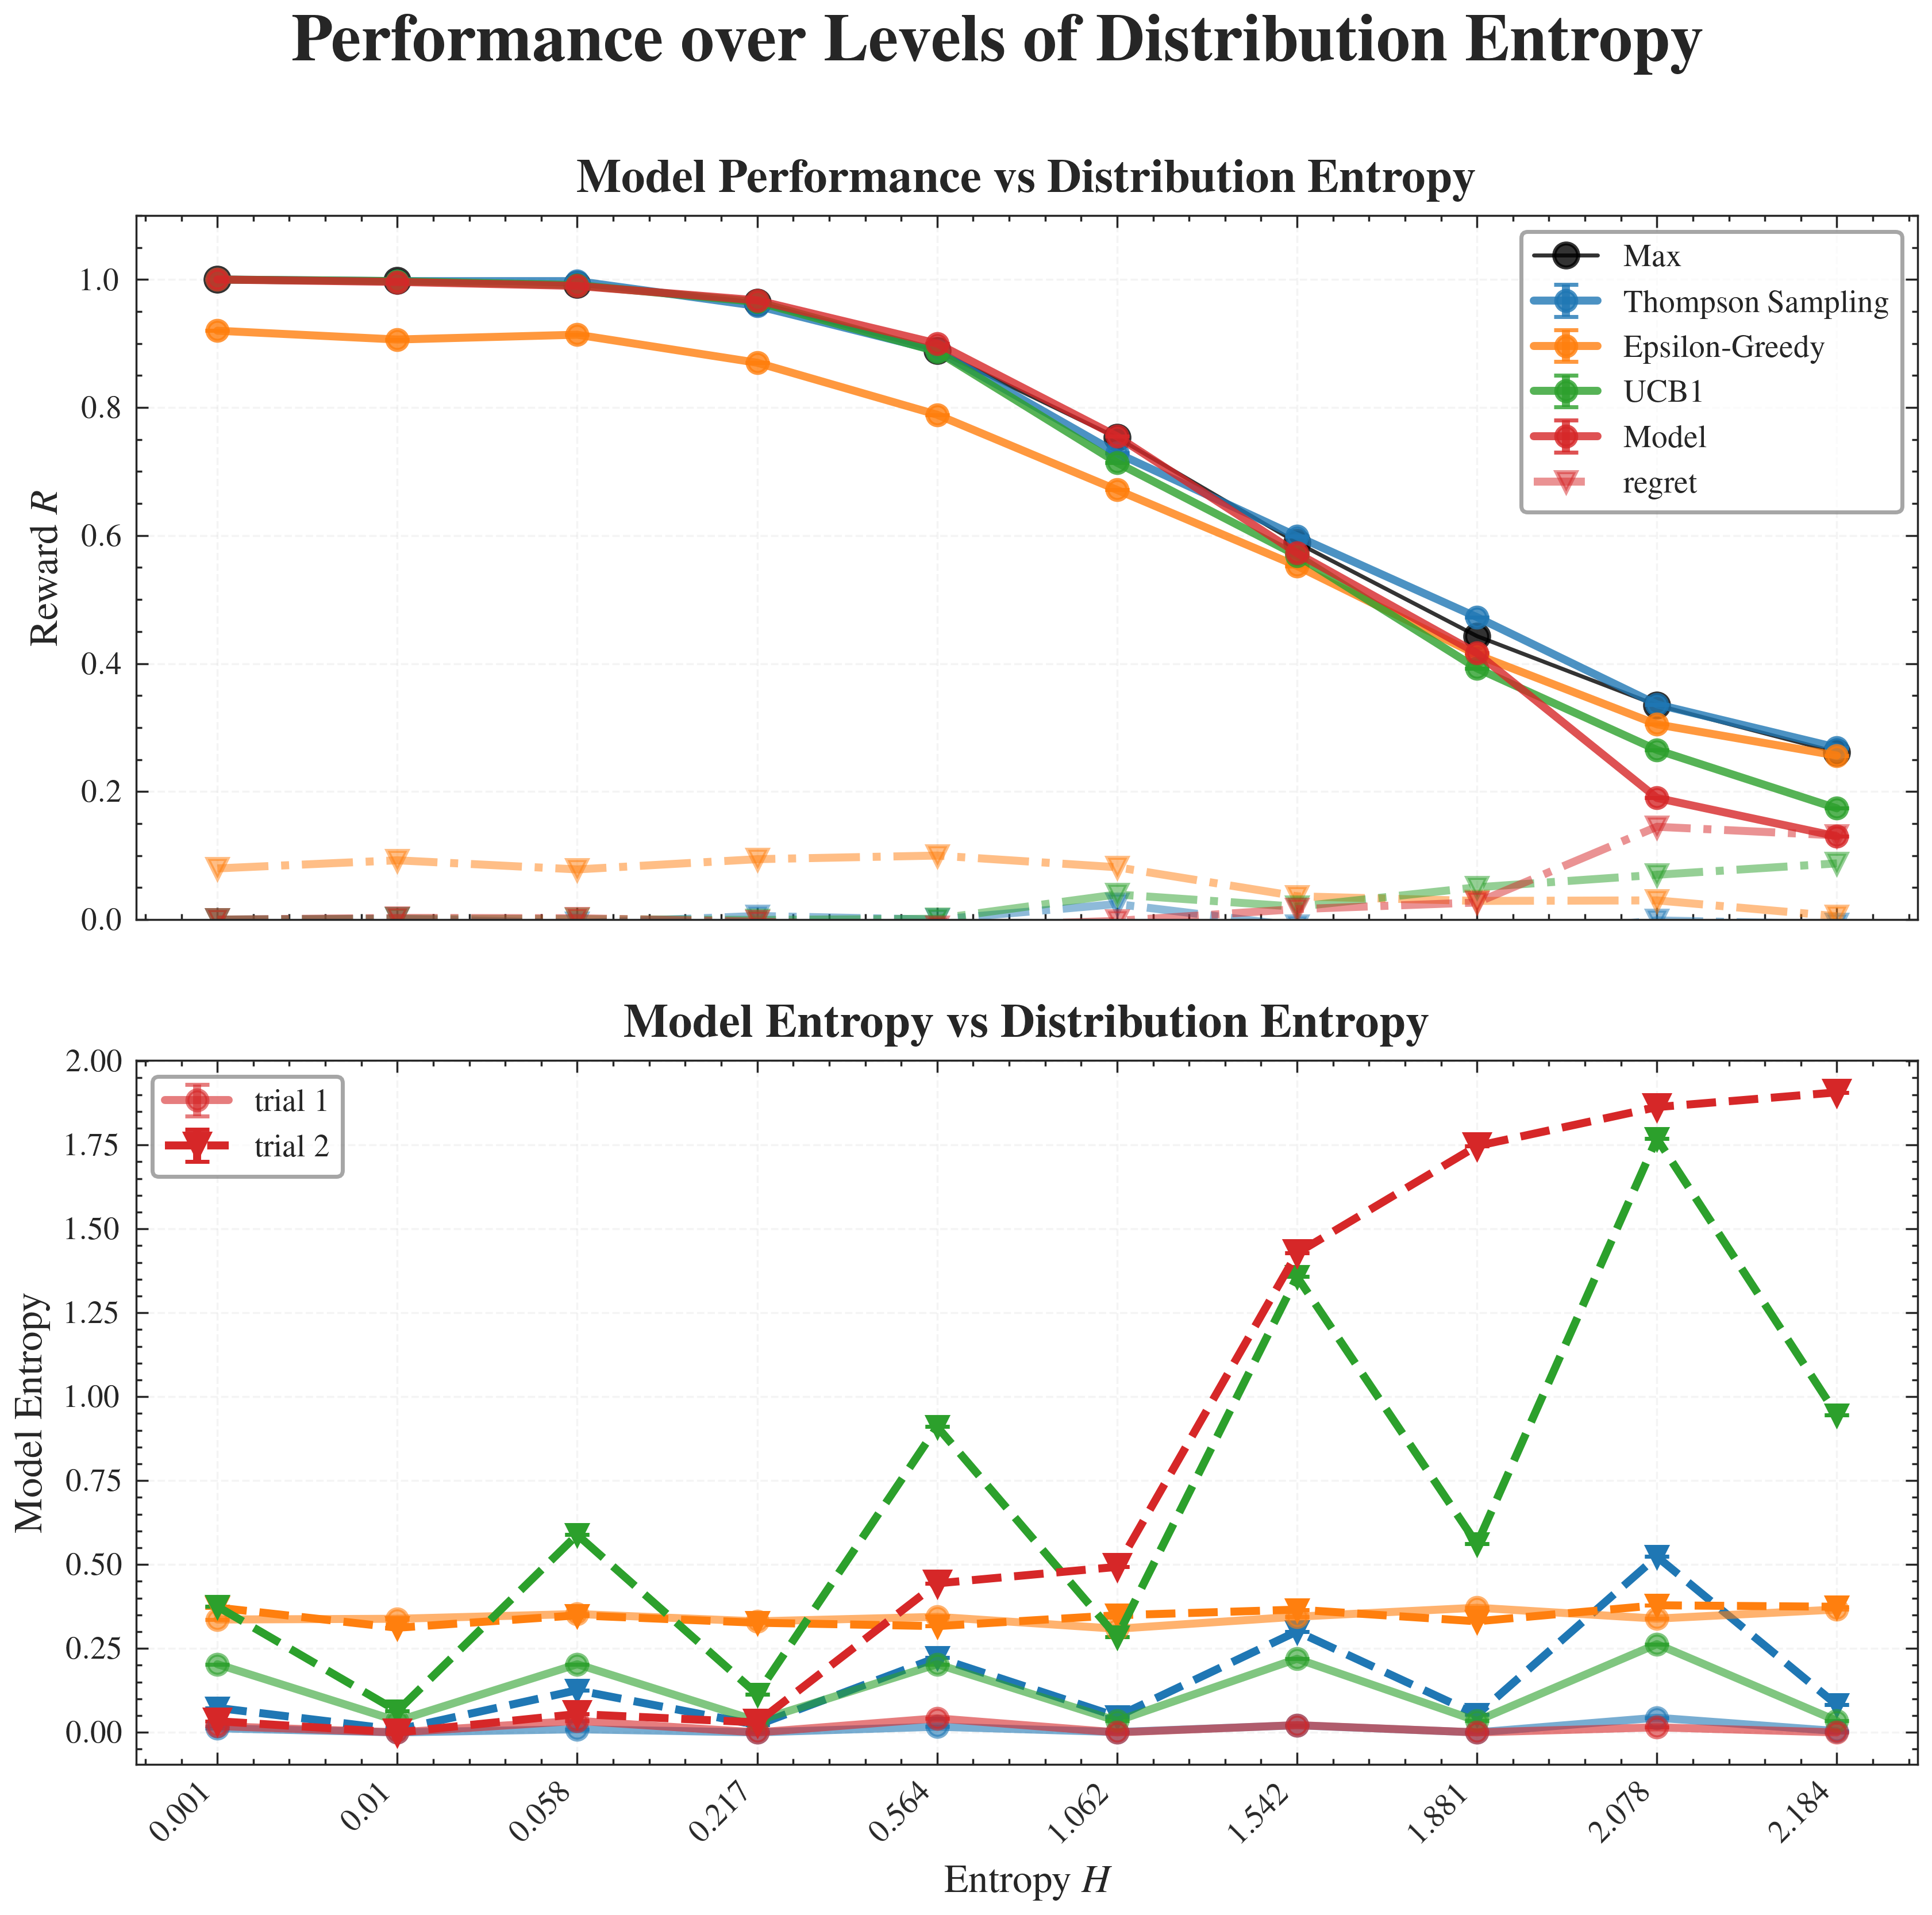 Performance over Levels of Distribution Entropy
Model Performance vs Distribution Entropy
Reward R
1.0
0.8
0.6
0.4
0.2
0.0
Max
Thompson Sampling
Epsilon-Greedy
UCB1
Model
regret
Model Entropy vs Distribution Entropy
Model Entropy
2.00
1.75
1.50
1.25
1.00
0.75
0.50
0.25
0.00
trial 1
trial 2
0.001
0.01
0.058
0.217
0.564
1.062
1.542
1.881
2.078
2.184
Entropy H